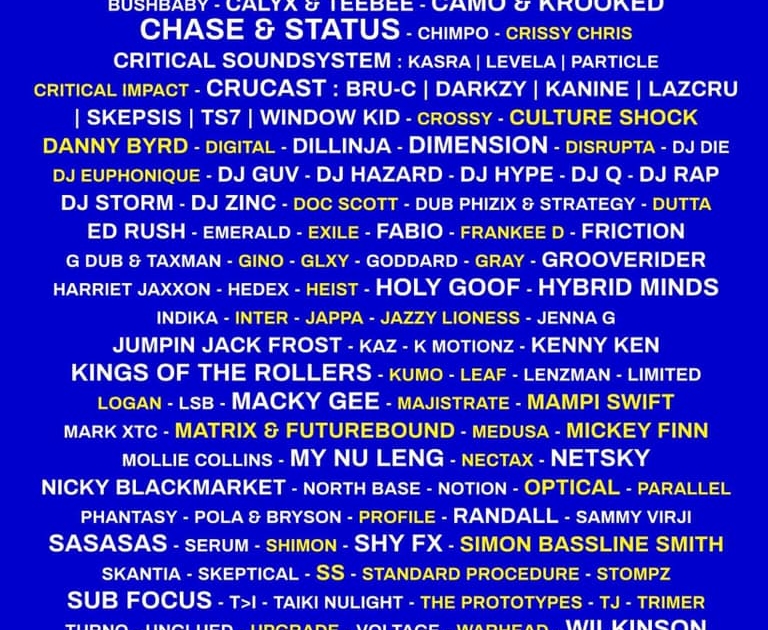 BUSHBABY - CALYX & TEEBEE - CAMO & KROOKED
CHASE & STATUS - CHIMPO - CRISSY CHRIS
CRITICAL SOUNDSYSTEM : KASRA | LEVELA | PARTICLE
CRITICAL IMPACT - CRUCAST : BRU-C | DARKZY | KANINE | LAZCRU
| SKEPSIS | TS7 | WINDOW KID - CROSSY - CULTURE SHOCK
DANNY BYRD - DIGITAL - DILLINJA - DIMENSION - DISRUPTA - DJ DIE
DJ EUPHONIQUE - DJ GUV - DJ HAZARD - DJ HYPE - DJ Q - DJ RAP
DJ STORM - DJ ZINC - DOC SCOTT - DUB PHIZIX & STRATEGY - DUTTA
ED RUSH - EMERALD - EXILE - FABIO - FRANKEE D - FRICTION
G DUB & TAXMAN - GINO - GLXY - GODDARD - GRAY - GROOVERIDER
HARRIET JAXXON - HEDEX - HEIST - HOLY GOOF - HYBRID MINDS
INDIKA - INTER - JAPPA - JAZZY LIONESS - JENNA G
JUMPIN JACK FROST - KAZ - K MOTIONZ - KENNY KEN
KINGS OF THE ROLLERS - KUMO - LEAF - LENZMAN - LIMITED
LOGAN - LSB - MACKY GEE - MAJISTRATE - MAMPI SWIFT
MARK XTC - MATRIX & FUTUREBOUND - MEDUSA - MICKEY FINN
MOLLIE COLLINS - MY NU LENG - NECTAX - NETSKY
NICKY BLACKMARKET - NORTH BASE - NOTION - OPTICAL - PARALLEL
PHANTASY - POLA & BRYSON - PROFILE - RANDALL - SAMMY VIRJI
SASASAS - SERUM - SHIMON - SHY FX - SIMON BASSLINE SMITH
SKANTIA - SKEPTICAL - SS - STANDARD PROCEDURE - STOMPZ
SUB FOCUS - T>I - TAIKI NULIGHT - THE PROTOTYPES - TJ - TRIMER
TURNO - UNGLUED - UPGRADE - VOLTAGE - WARHEAD - WILKINSON